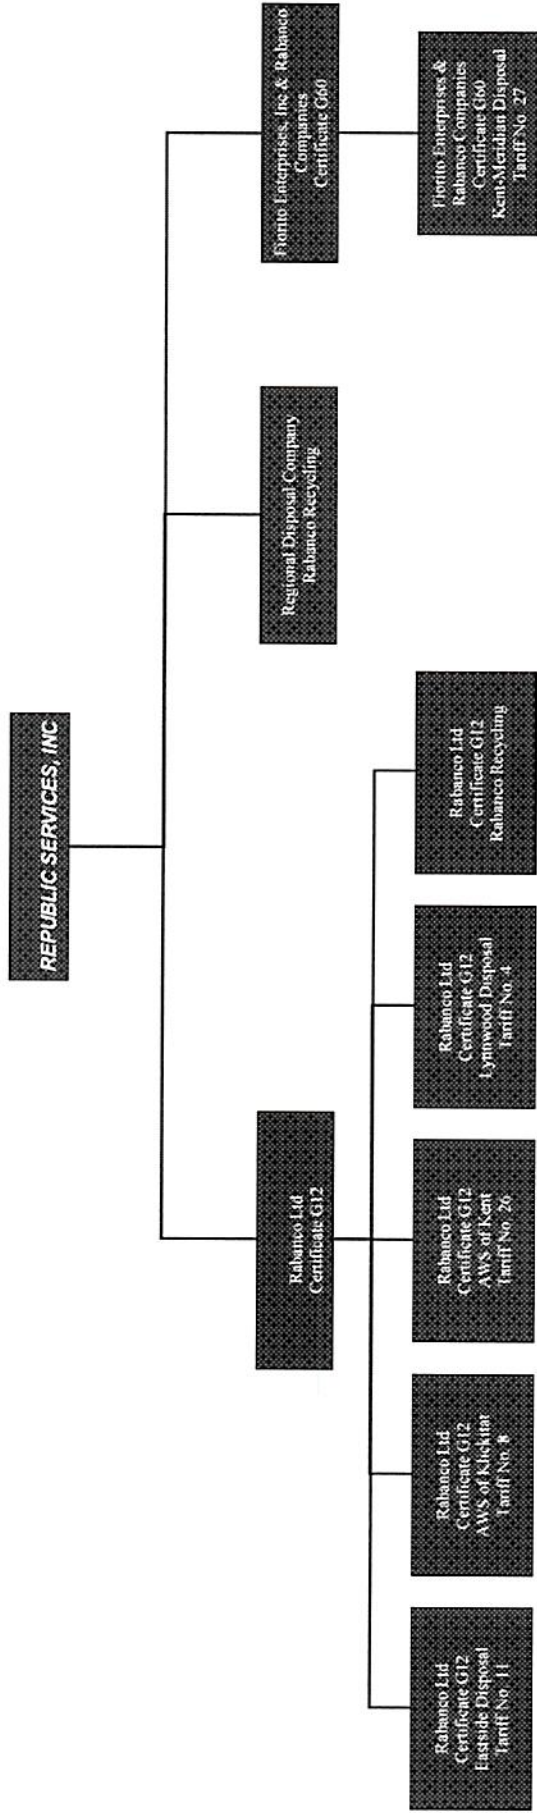 REPUBLIC SERVICES, INC
Rabanco Ltd
Certificate G12
Regional Disposal Company
Rabanco Recycling
Fiorito Enterprises, Inc & Rabanco
Companies
Certificate G60
Rabanco Ltd
Certificate G12
Eastside Disposal
Tariff No. 11
Rabanco Ltd
Certificate G12
AWS of Klickitat
Tariff No. 8
Rabanco Ltd
Certificate G12
AWS of Kent
Tariff No. 26
Rabanco Ltd
Certificate G12
Lynnwood Disposal
Tariff No. 4
Rabanco Ltd
Certificate G12
Rabanco Recycling
Fiorito Enterprises &
Rabanco Companies
Certificate G60
Kent-Meridian Disposal
Tariff No. 27